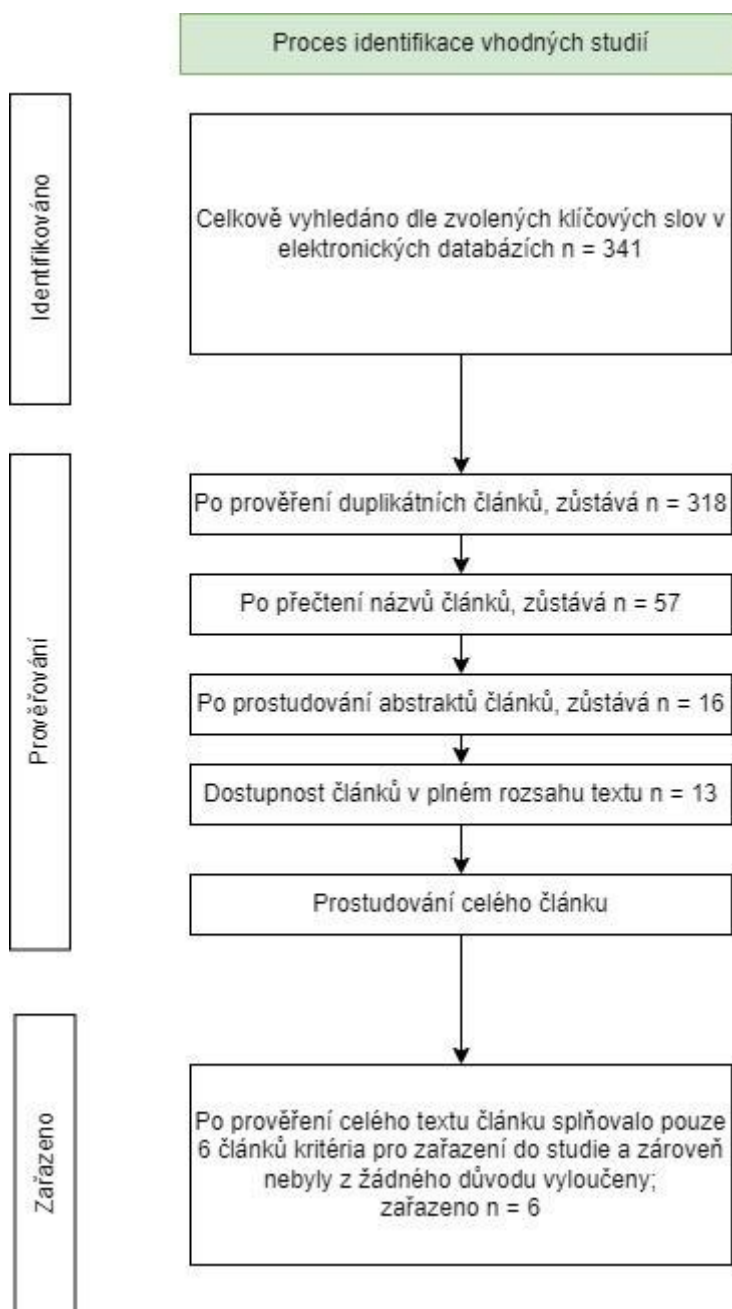 Proces identifikace vhodných studií
Identifikováno
Celkově vyhledáno dle zvolených klíčových slov v
elektronických databázích n = 341
Prověřování
Po prověření duplikátních článků, zůstává n = 318
Po přečtení názvů článků, zůstává n = 57
Po prostudování abstraktů článků, zůstává n = 16
Dostupnost článků v plném rozsahu textu n = 13
Prostudování celého článku
Zařazeno
Po prověření celého textu článku splňovalo pouze
6 článků kritéria pro zařazení do studie a zároveň
nebyly z žádného důvodu vyloučeny;
zařazeno n = 6